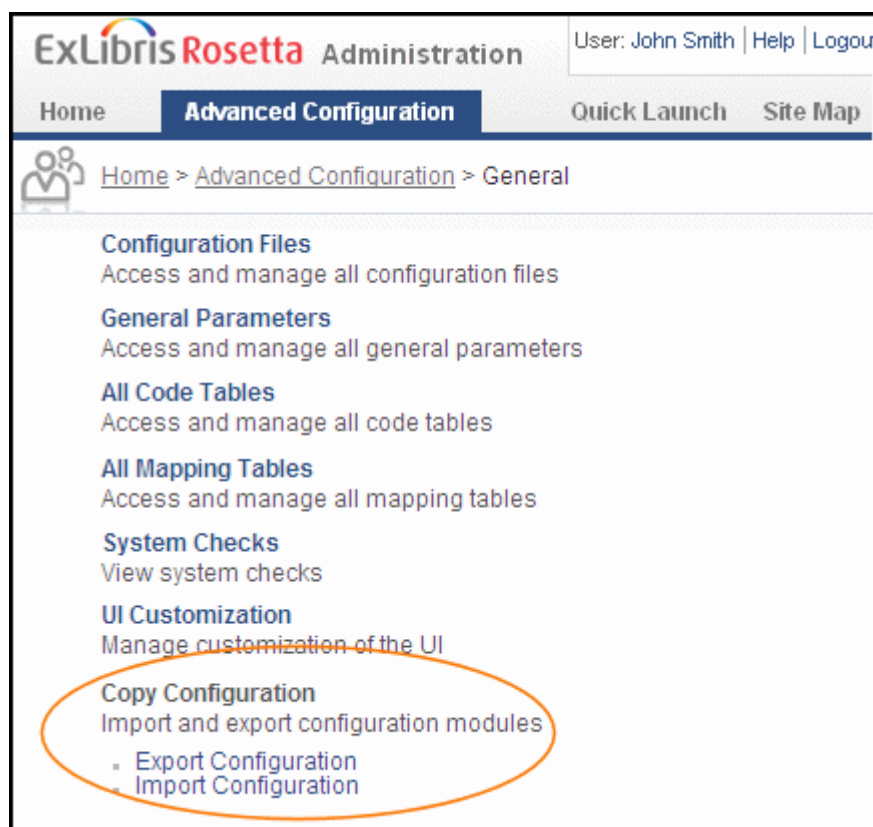 ExLibris Rosetta Administration
User: John Smith | Help | Logou
Home Advanced Configuration Quick Launch Site Map
Home > Advanced Configuration > General
Configuration Files
Access and manage all configuration files
General Parameters
Access and manage all general parameters
All Code Tables
Access and manage all code tables
All Mapping Tables
Access and manage all mapping tables
System Checks
View system checks
UI Customization
Manage customization of the UI
Copy Configuration
Import and export configuration modules
Export Configuration
Import Configuration